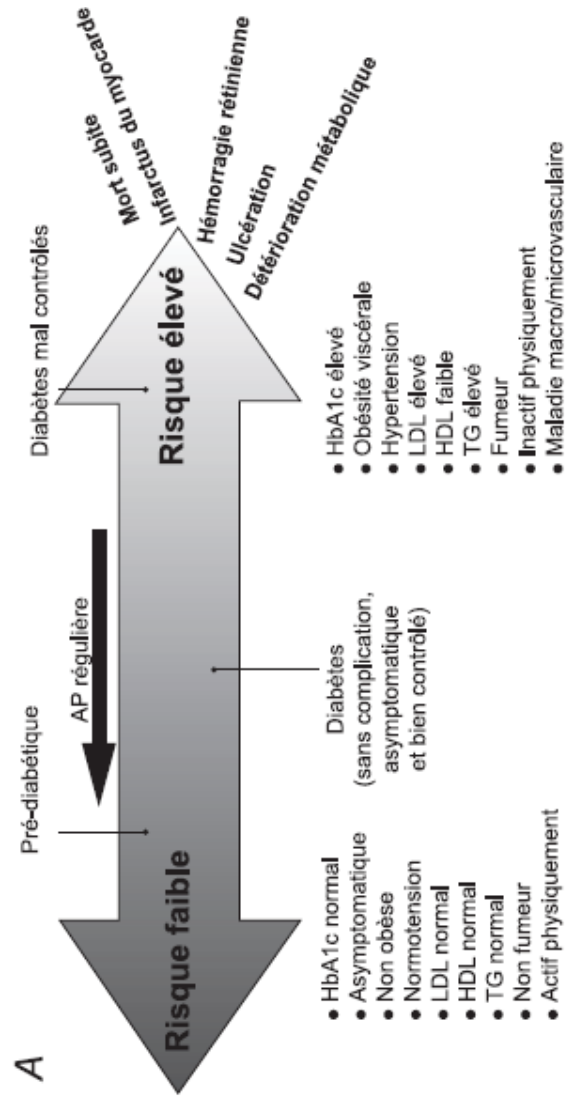 A
Pré-diabétique
AP régulière
Diabètes mal contrôlés
Risque faible
Risque élevé
Mort subite
Infarctus du myocarde
Hémorragie rétinienne
Ulcération
Détérioration métabolique
• HbA1c normal
• Asymptomatique
• Non obèse
• Normotension
• LDL normal
• HDL normal
• TG normal
• Non fumeur
• Actif physiquement
Diabètes
(sans complication,
asymptomatique
et bien contrôlé)
• HbA1c élevé
• Obésité viscérale
• Hypertension
• LDL élevé
• HDL faible
• TG élevé
• Fumeur
• Inactif physiquement
• Maladie macro/microvasculaire